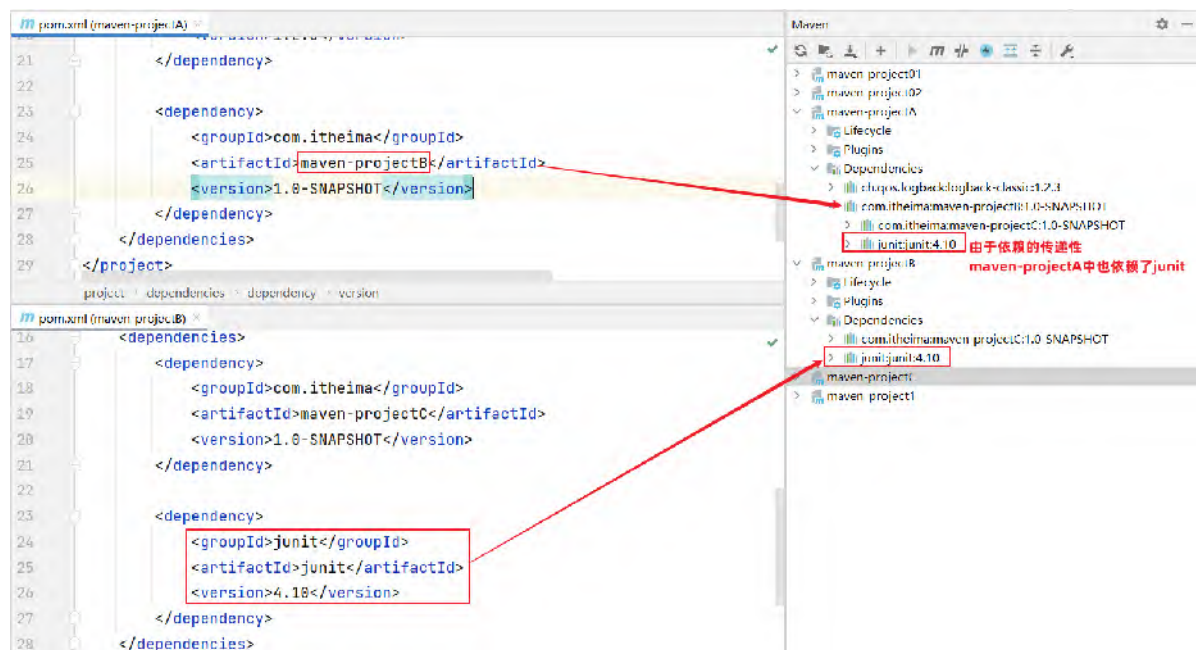 pom.xml (maven-projectA)
21 </dependency>
22
23 <dependency>
24 <groupId>com.itheima</groupId>
25 <artifactId>maven-projectB</artifactId>
26 <version>1.0-SNAPSHOT</version>
27 </dependency>
28 </dependencies>
29 </project>
project dependencies dependency version
pom.xml (maven-projectB)
16 <dependencies>
17 <dependency>
18 <groupId>com.itheima</groupId>
19 <artifactId>maven-projectC</artifactId>
20 <version>1.0-SNAPSHOT</version>
21 </dependency>
22
23 <dependency>
24 <groupId>junit</groupId>
25 <artifactId>junit</artifactId>
26 <version>4.10</version>
27 </dependency>
28 </dependencies>
Maven
maven-project01
maven-project02
maven-projectA
Lifecycle
Plugins
Dependencies
ch.qos.logback:logback-classic:1.2.3
com.itheima:maven-projectB:1.0-SNAPSHOT
com.itheima:maven-projectC:1.0-SNAPSHOT
junit:junit:4.10 由于依赖的传递性
maven-projectA中也依赖了junit
maven-projectB
Lifecycle
Plugins
Dependencies
com.itheima:maven-projectC:1.0-SNAPSHOT
junit:junit:4.10
maven-projectC
maven-project1